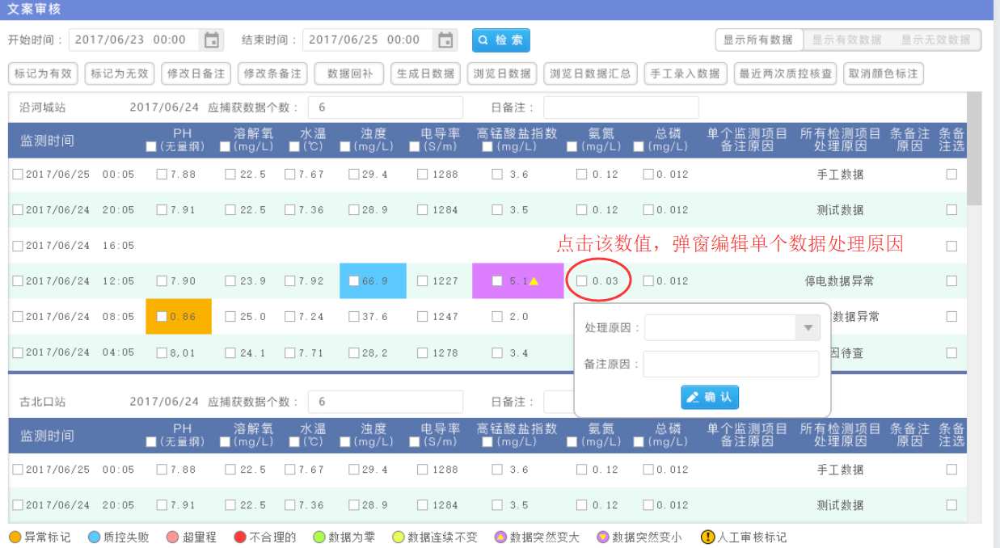 文案审核
开始时间： 2017/06/23 00:00 结束时间： 2017/06/25 00:00 检 索 显示所有数据 显示有效数据 显示无效数据
标记为有效 标记为无效 修改日备注 修改条备注 数据回补 生成日数据 浏览日数据 浏览日数据汇总 手工录入数据 最近两次质控核查 取消颜色标注
沿河城站 2017/06/24 应捕获数据个数： 6 日备注：
监测时间 PH 溶解氧 水温 浊度 电导率 高锰酸盐指数 氨氮 总磷 单个监测项目 所有检测项目 条备注 条备
(无量纲) (mg/L) (℃) (mg/L) (S/m) (mg/L) (mg/L) (mg/L) 备注原因 处理原因 原因 注选
2017/06/25 00:05 7.88 22.5 7.67 29.4 1288 3.6 0.12 0.012 手工数据
2017/06/24 20:05 7.91 22.5 7.36 28.9 1284 3.5 0.12 0.012 测试数据
点击该数值，弹窗编辑单个数据处理原因
2017/06/24 16:05
2017/06/24 12:05 7.90 23.9 7.92 66.9 1227 5.1 0.03 0.012 停电数据异常
2017/06/24 08:05 0.86 25.0 7.24 37.6 1247 2.0 数据异常
处理原因：
2017/06/24 04:05 8,01 24.1 7.71 28,2 1278 3.4 因待查
备注原因：
确 认
古北口站 2017/06/24 应捕获数据个数： 6 日备注：
监测时间 PH 溶解氧 水温 浊度 电导率 高锰酸盐指数 氨氮 总磷 单个监测项目 所有检测项目 条备注 条备
(无量纲) (mg/L) (℃) (mg/L) (S/m) (mg/L) (mg/L) (mg/L) 备注原因 处理原因 原因 注选
2017/06/25 00:05 7.88 22.5 7.67 29.4 1288 3.6 0.12 0.012 手工数据
2017/06/24 20:05 7.91 22.5 7.36 28.9 1284 3.5 0.12 0.012 测试数据
异常标记 质控失败 超量程 不合理的 数据为零 数据连续不变 数据突然变大 数据突然变小 人工审核标记